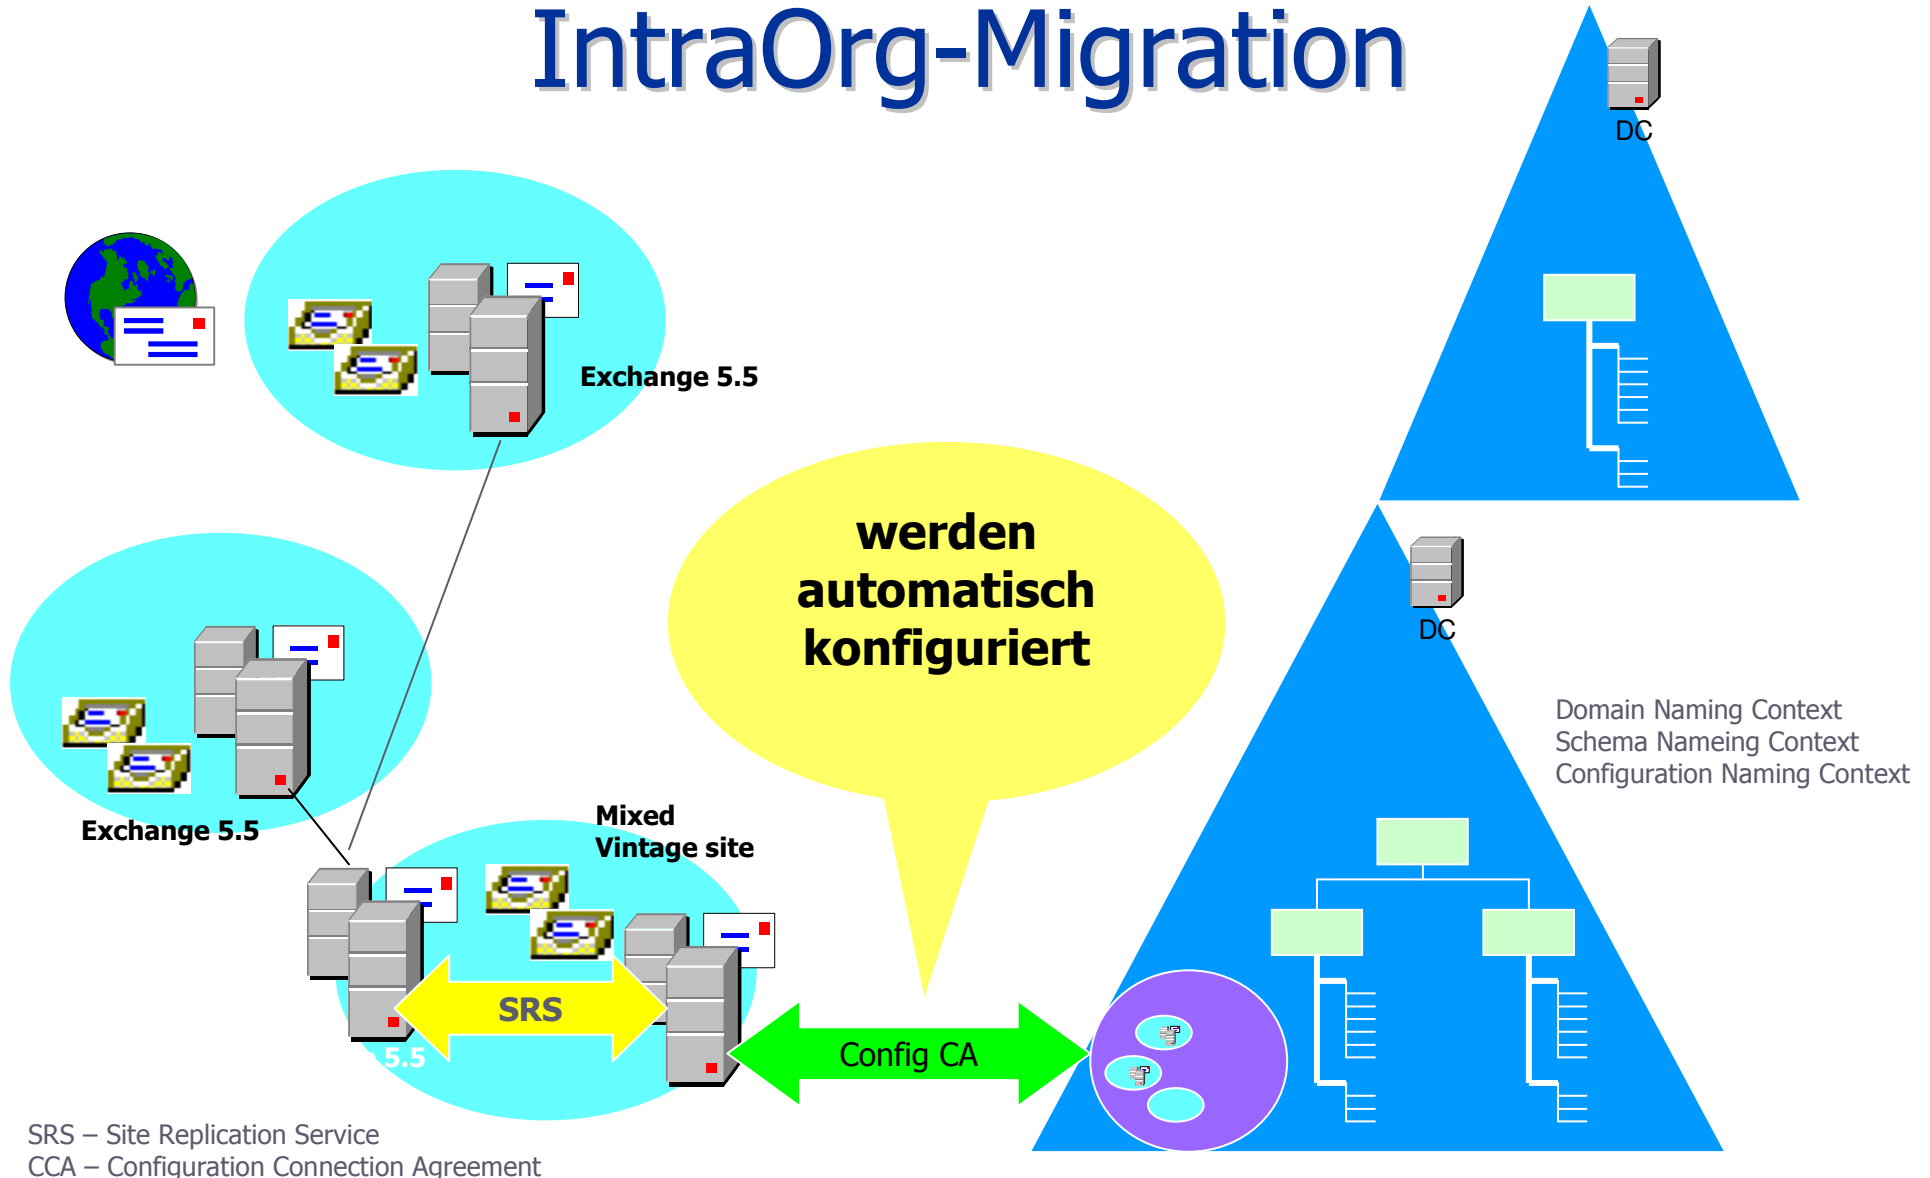 IntraOrg-Migration
DC
Exchange 5.5
werden
automatisch
konfiguriert
DC
Domain Naming Context
Schema Nameing Context
Configuration Naming Context
Exchange 5.5
Mixed
Vintage site
SRS
5.5
Config CA
SRS – Site Replication Service
CCA – Configuration Connection Agreement